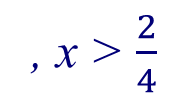 , x > 2/4